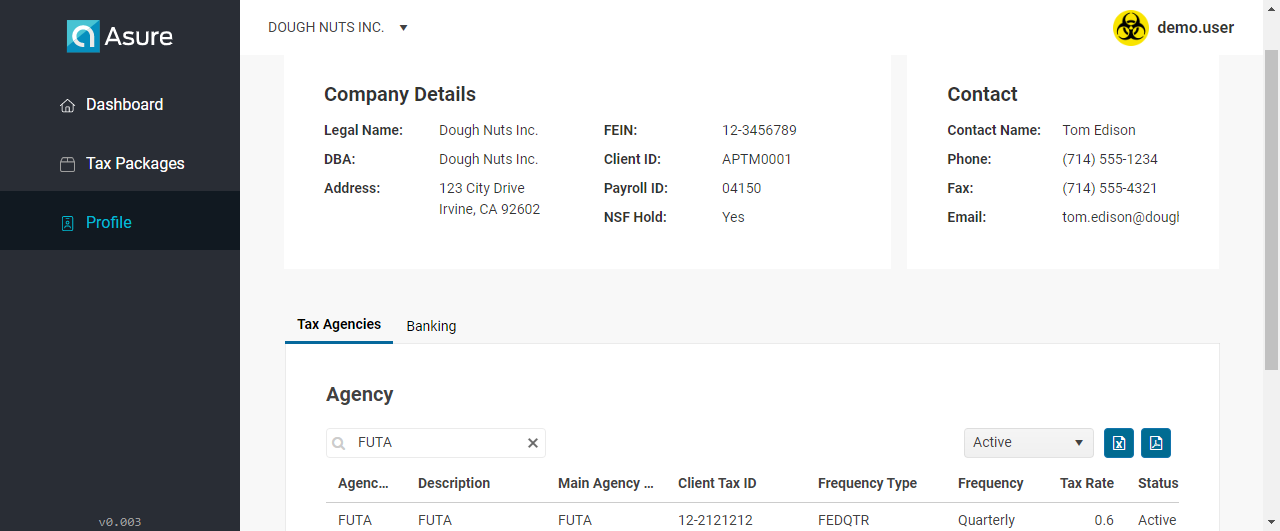 Asure
DOUGH NUTS INC.
demo.user
Dashboard
Tax Packages
Profile
v0.003
Company Details
Legal Name: Dough Nuts Inc.
DBA: Dough Nuts Inc.
Address: 123 City Drive
Irvine, CA 92602
FEIN: 12-3456789
Client ID: APTM0001
Payroll ID: 04150
NSF Hold: Yes
Contact
Contact Name: Tom Edison
Phone: (714) 555-1234
Fax: (714) 555-4321
Email: tom.edison@dough
Tax Agencies Banking
Agency
FUTA
Active
Agenc... Description Main Agency ... Client Tax ID Frequency Type Frequency Tax Rate Status
FUTA FUTA FUTA 12-2121212 FEDQTR Quarterly 0.6 Active